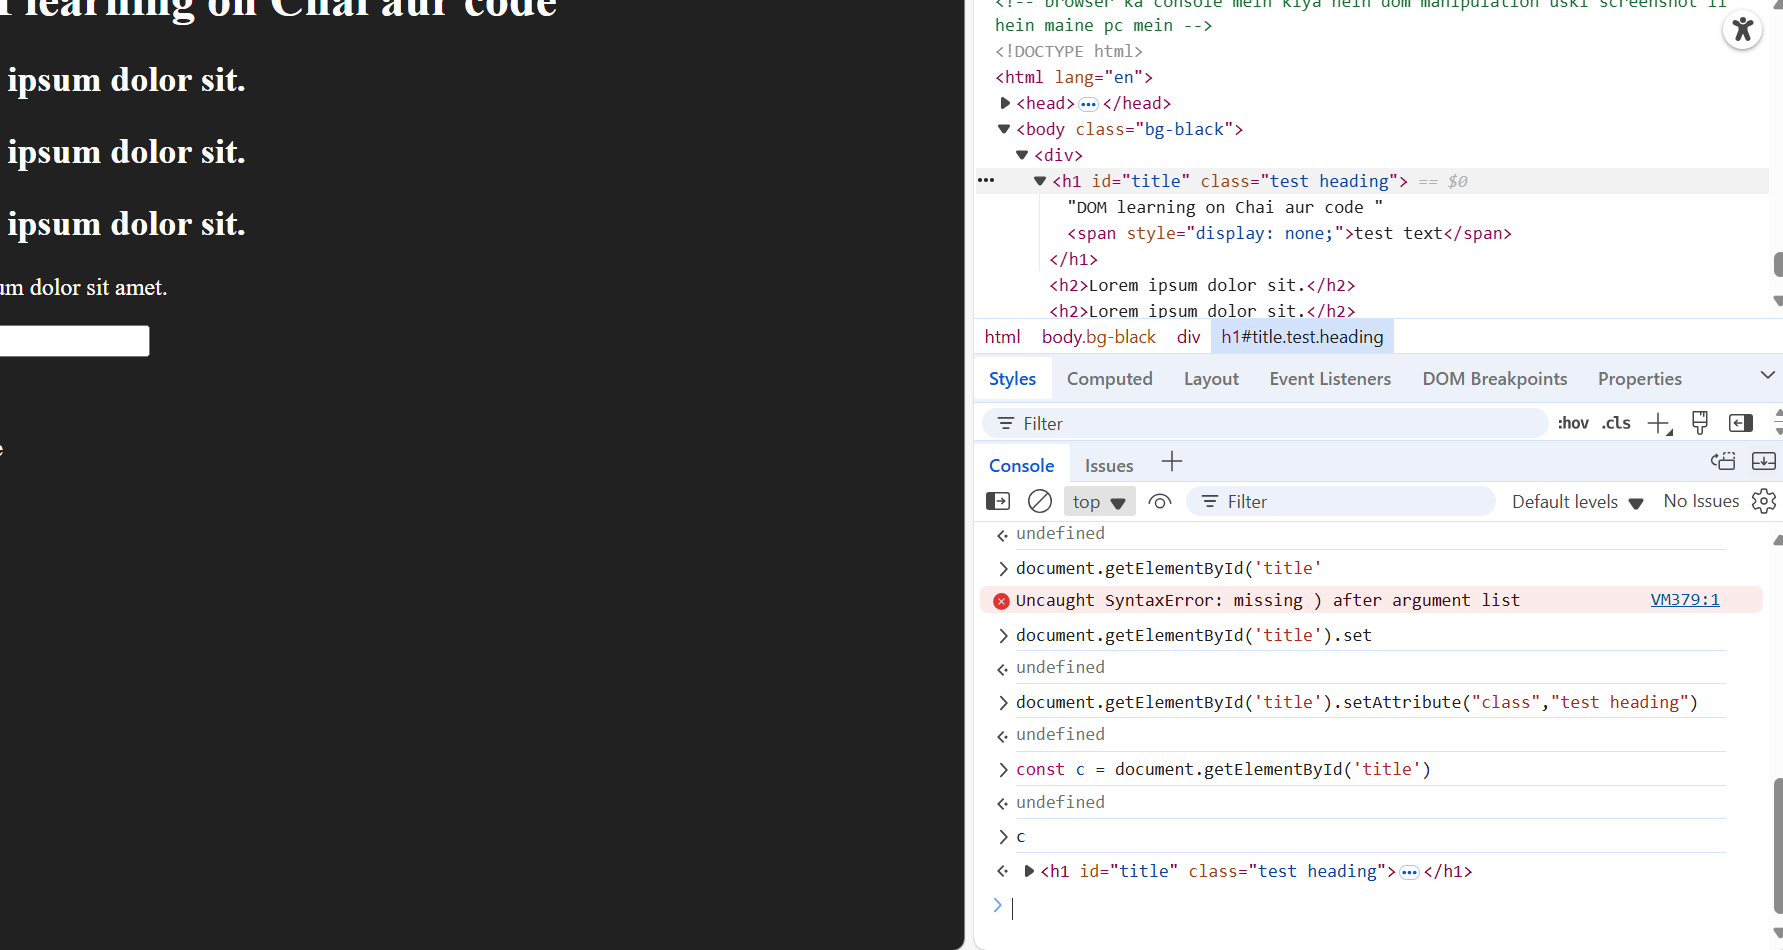 learning on Chai aur code
ipsum dolor sit.
ipsum dolor sit.
ipsum dolor sit.
um dolor sit amet.
e
<!-- browser ka console mein kiya hein dom manipulation uski screenshot li
hein maine pc mein -->
<!DOCTYPE html>
<html lang="en">
<head> ••• </head>
<body class="bg-black">
<div>
••• <h1 id="title" class="test heading"> == $0
"DOM learning on Chai aur code "
<span style="display: none;">test text</span>
</h1>
<h2>Lorem ipsum dolor sit.</h2>
<h2>Lorem ipsum dolor sit.</h2>
html body.bg-black div h1#title.test.heading
Styles Computed Layout Event Listeners DOM Breakpoints Properties
Filter :hov .cls
Console Issues
top Filter Default levels No Issues
undefined
document.getElementById('title'
Uncaught SyntaxError: missing ) after argument list VM379:1
document.getElementById('title').set
undefined
document.getElementById('title').setAttribute("class","test heading")
undefined
const c = document.getElementById('title')
undefined
c
<h1 id="title" class="test heading"> ••• </h1>